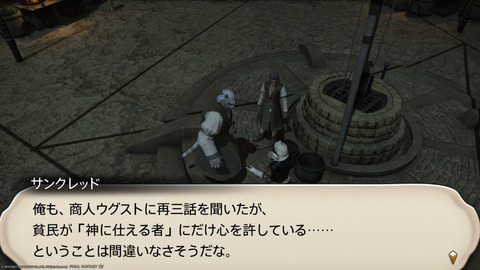 サンクレッド
俺も、商人ウグストに再三話を聞いたが、
貧民が「神に仕える者」にだけ心を許している……
ということは間違いなさそうだな。